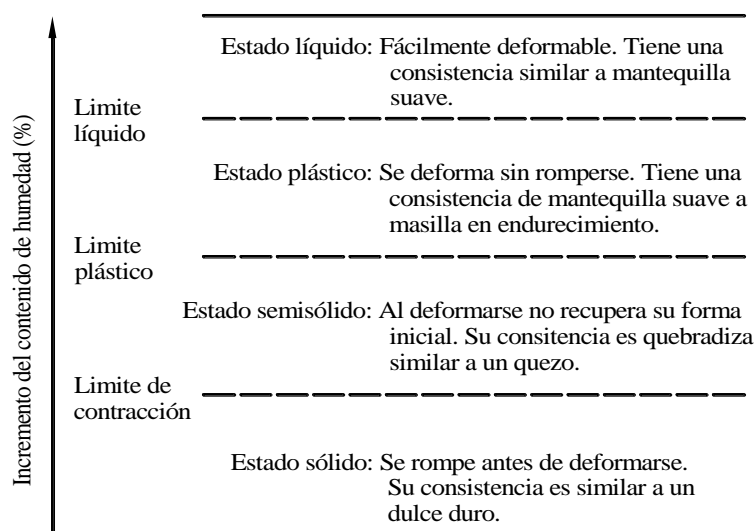 Incremento del contenido de humedad (%)
Estado líquido: Fácilmente deformable. Tiene una
consistencia similar a mantequilla
suave.
Limite
líquido
Estado plástico: Se deforma sin romperse. Tiene una
consistencia de mantequilla suave a
masilla en endurecimiento.
Limite
plástico
Estado semisólido: Al deformarse no recupera su forma
inicial. Su consitencia es quebradiza
similar a un quezo.
Limite de
contracción
Estado sólido: Se rompe antes de deformarse.
Su consistencia es similar a un
dulce duro.